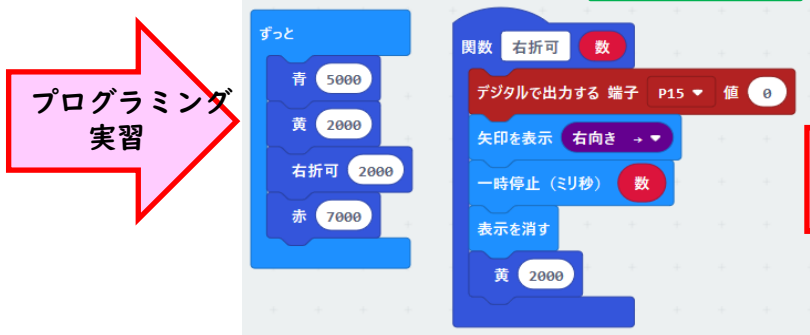 プログラミング
実習
ずっと
青 5000
黄 2000
右折可 2000
赤 7000
関数 右折可 数
デジタルで出力する 端子 P15 値 0
矢印を表示 右向き →
一時停止（ミリ秒） 数
表示を消す
黄 2000